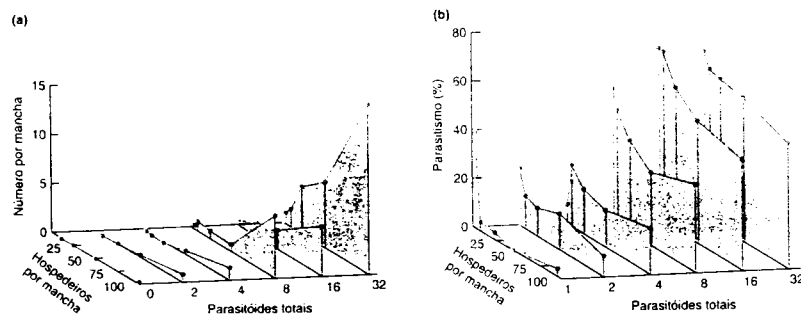 (a)
15
10
5
0
Número por mancha
25
50
75
100
Hospedeiros
por mancha
0
2
4
8
16
32
Parasitóides totais
(b)
80
60
40
20
0
Parasitismo (%)
25
50
75
100
Hospedeiros
por mancha
1
2
4
8
16
32
Parasitóides totais